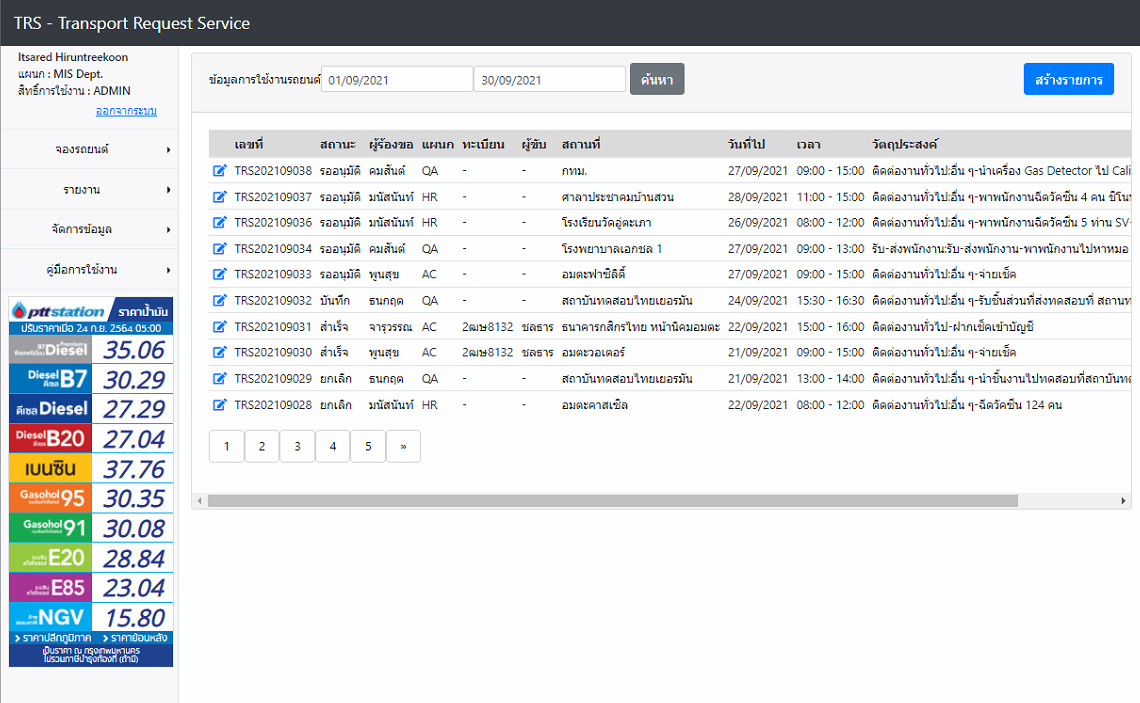 TRS - Transport Request Service
Itsared Hiruntreekoon
แผนก : MIS Dept.
สิทธิ์การใช้งาน : ADMIN
ออกจากระบบ
จองรถยนต์
รายงาน
จัดการข้อมูล
คู่มือการใช้งาน
pttstation ราคาน้ำมัน
ปรับราคาเมื่อ 24 ก.ย. 2564 05:00
Premium Diesel B7 35.06
Diesel B7 ดีเซล 30.29
ดีเซล Diesel 27.29
Diesel B20 ดีเซล 27.04
เบนซิน 37.76
Gasohol 95 30.35
Gasohol 91 30.08
E20 28.84
E85 23.04
NGV 15.80
ราคาปลีกภูมิภาค ราคาย้อนหลัง
เป็นราคา ณ กรุงเทพมหานคร
ไม่รวมภาษีบำรุงท้องที่ (ถ้ามี)
ข้อมูลการใช้งานรถยนต์ 01/09/2021 30/09/2021 ค้นหา สร้างรายการ
เลขที่ สถานะ ผู้ร้องขอ แผนก ทะเบียน ผู้ขับ สถานที่ วันที่ไป เวลา วัตถุประสงค์
TRS202109038 รออนุมัติ คมสันต์ QA - - กทม. 27/09/2021 09:00 - 15:00 ติดต่องานทั่วไป:อื่น ๆ-นำเครื่อง Gas Detector ไป Cali
TRS202109037 รออนุมัติ มนัสนันท์ HR - - ศาลาประชาคมบ้านสวน 28/09/2021 11:00 - 15:00 ติดต่องานทั่วไป:อื่น ๆ-พาพนักงานฉีดวัคซีน 4 คน ซิโน
TRS202109036 รออนุมัติ มนัสนันท์ HR - - โรงเรียนวัดอู่ตะเภา 26/09/2021 08:00 - 12:00 ติดต่องานทั่วไป:อื่น ๆ-พาพนักงานฉีดวัคซีน 5 ท่าน SV-
TRS202109034 รออนุมัติ คมสันต์ QA - - โรงพยาบาลเอกชล 1 27/09/2021 09:00 - 13:00 รับ-ส่งพนักงาน:รับ-ส่งพนักงาน-พาพนักงานไปหาหมอ
TRS202109033 รออนุมัติ พูนสุข AC - - อมตะฟาซิลิตี้ 27/09/2021 09:00 - 15:00 ติดต่องานทั่วไป:อื่น ๆ-จ่ายเช็ค
TRS202109032 บันทึก ธนกฤต QA - - สถาบันทดสอบไทยเยอรมัน 24/09/2021 15:30 - 16:30 ติดต่องานทั่วไป:อื่น ๆ-รับชิ้นส่วนที่ส่งทดสอบที่ สถานท
TRS202109031 สำเร็จ จารุวรรณ AC 2ฒษ8132 ชลธาร ธนาคารกสิกรไทย หน้านิคมอมตะ 22/09/2021 15:00 - 16:00 ติดต่องานทั่วไป-ฝากเช็คเข้าบัญชี
TRS202109030 สำเร็จ พูนสุข AC 2ฒษ8132 ชลธาร อมตะวอเตอร์ 21/09/2021 09:00 - 15:00 ติดต่องานทั่วไป:อื่น ๆ-จ่ายเช็ค
TRS202109029 ยกเลิก ธนกฤต QA - - สถาบันทดสอบไทยเยอรมัน 21/09/2021 13:00 - 14:00 ติดต่องานทั่วไป:อื่น ๆ-นำชิ้นงานไปทดสอบที่สถาบันทด
TRS202109028 ยกเลิก มนัสนันท์ HR - - อมตะคาสเซิล 22/09/2021 08:00 - 12:00 ติดต่องานทั่วไป:อื่น ๆ-ฉีดวัคซีน 124 คน
1 2 3 4 5 »